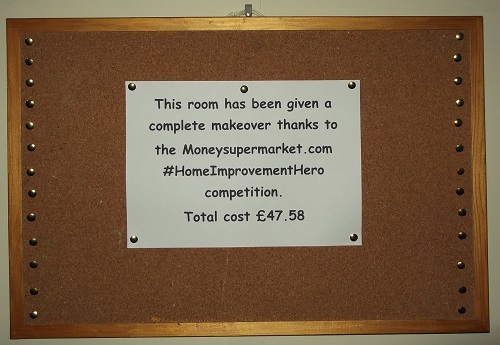 This room has been given a
complete makeover thanks to
the Moneysupermarket.com
#HomeImprovementHero
competition.
Total cost £47.58